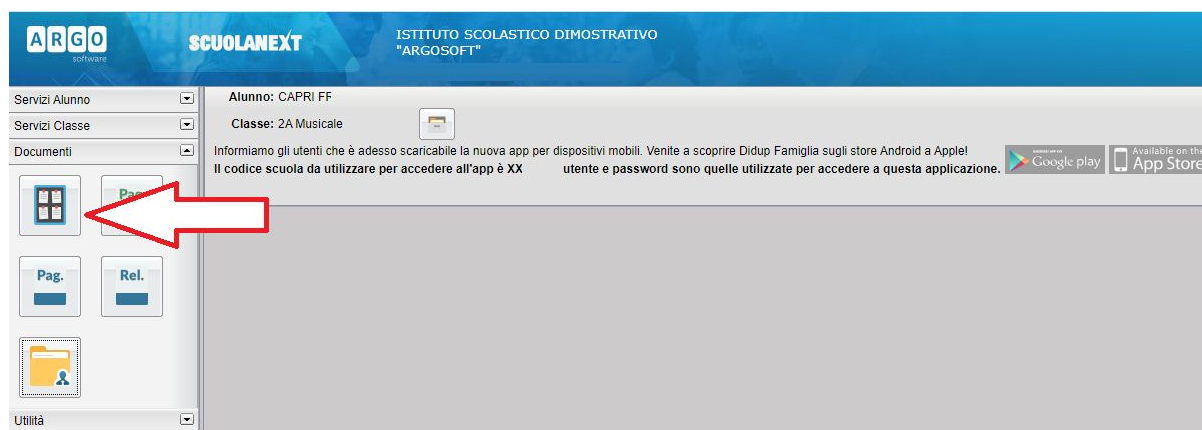 ARGO
software
SCUOLANEXT
ISTITUTO SCOLASTICO DIMOSTRATIVO
"ARGOSOFT"
Servizi Alunno
Servizi Classe
Documenti
Pag.
Rel.
Utilità
Alunno: CAPRI FF
Classe: 2A Musicale
Informiamo gli utenti che è adesso scaricabile la nuova app per dispositivi mobili. Venite a scoprire Didup Famiglia sugli store Android a Apple!
Il codice scuola da utilizzare per accedere all'app è XX utente e password sono quelle utilizzate per accedere a questa applicazione.
Google play
Available on the
App Store